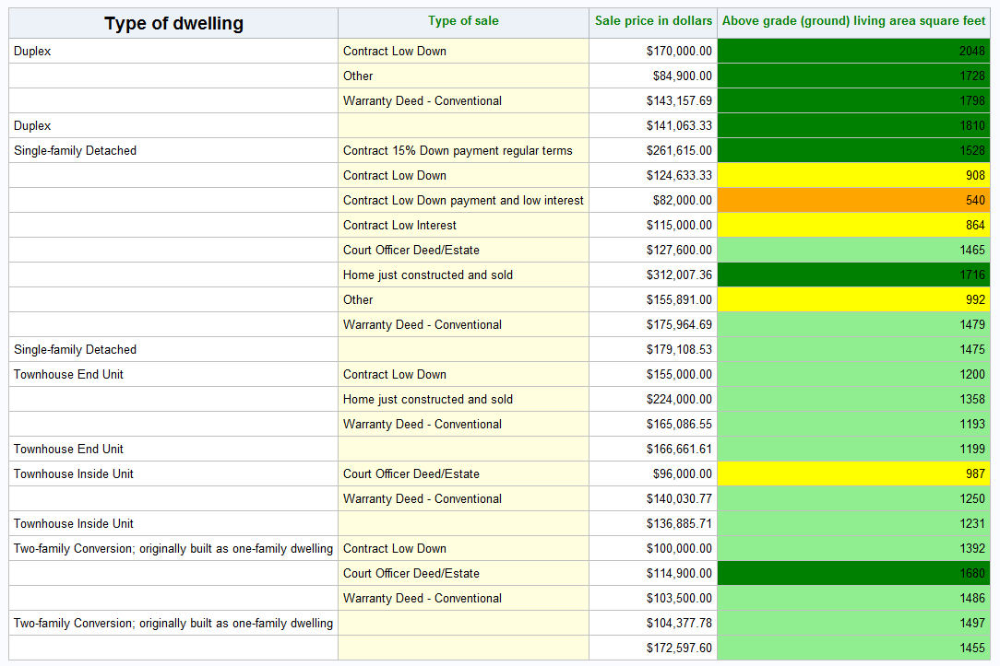 Type of dwelling Type of sale Sale price in dollars Above grade (ground) living area square feet
Duplex Contract Low Down $170,000.00 2048
Other $84,900.00 1728
Warranty Deed - Conventional $143,157.69 1798
Duplex $141,063.33 1810
Single-family Detached Contract 15% Down payment regular terms $261,615.00 1528
Contract Low Down $124,633.33 908
Contract Low Down payment and low interest $82,000.00 540
Contract Low Interest $115,000.00 864
Court Officer Deed/Estate $127,600.00 1465
Home just constructed and sold $312,007.36 1716
Other $155,891.00 992
Warranty Deed - Conventional $175,964.69 1479
Single-family Detached $179,108.53 1475
Townhouse End Unit Contract Low Down $155,000.00 1200
Home just constructed and sold $224,000.00 1358
Warranty Deed - Conventional $165,086.55 1193
Townhouse End Unit $166,661.61 1199
Townhouse Inside Unit Court Officer Deed/Estate $96,000.00 987
Warranty Deed - Conventional $140,030.77 1250
Townhouse Inside Unit $136,885.71 1231
Two-family Conversion; originally built as one-family dwelling Contract Low Down $100,000.00 1392
Court Officer Deed/Estate $114,900.00 1680
Warranty Deed - Conventional $103,500.00 1486
Two-family Conversion; originally built as one-family dwelling $104,377.78 1497
$172,597.60 1455